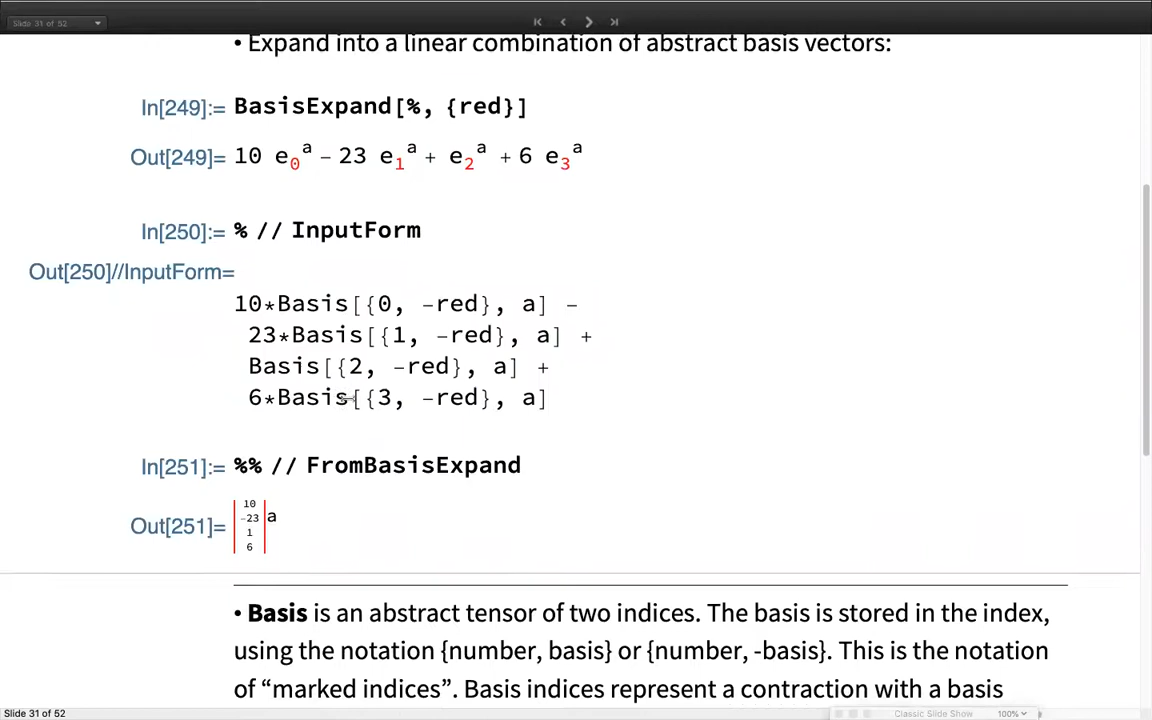 Slide 31 of 52
• Expand into a linear combination of abstract basis vectors:
In[249]:= BasisExpand[%, {red}]
Out[249]= 10 e₀ᵃ – 23 e₁ᵃ + e₂ᵃ + 6 e₃ᵃ
In[250]:= % // InputForm
Out[250]//InputForm=
10*Basis[{0, -red}, a] -
23*Basis[{1, -red}, a] +
Basis[{2, -red}, a] +
6*Basis[{3, -red}, a]
In[251]:= %% // FromBasisExpand
10
-23 a
Out[251]=
1
6
• Basis is an abstract tensor of two indices. The basis is stored in the index,
using the notation {number, basis} or {number, -basis}. This is the notation
of “marked indices”. Basis indices represent a contraction with a basis
Slide 31 of 52 Classic Slide Show 100%